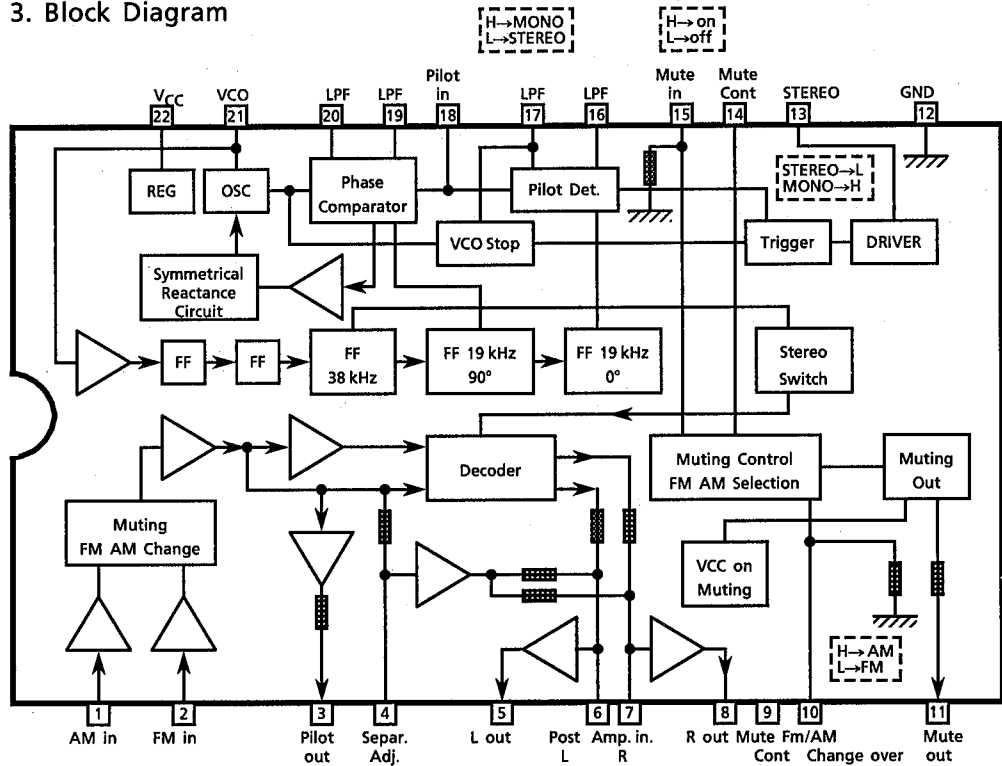 3. Block Diagram
H→MONO
L→STEREO
H→on
L→off
VCC
VCO
LPF
LPF
Pilot
in
LPF
LPF
Mute
in
Mute
Cont
STEREO
GND
22
21
20
19
18
17
16
15
14
13
12
REG
OSC
Phase
Comparator
Pilot Det.
STEREO→L
MONO→H
VCO Stop
Trigger
DRIVER
Symmetrical
Reactance
Circuit
FF
FF
FF
38 kHz
FF 19 kHz
90°
FF 19 kHz
0°
Stereo
Switch
Decoder
Muting Control
FM AM Selection
Muting
Out
Muting
FM AM Change
VCC on
Muting
H→AM
L→FM
1
2
3
4
5
6
7
8
9
10
11
AM in
FM in
Pilot
out
Separ.
Adj.
L out
Post Amp. in.
L R
R out
Mute
Cont
Fm/AM
Change over
Mute
out